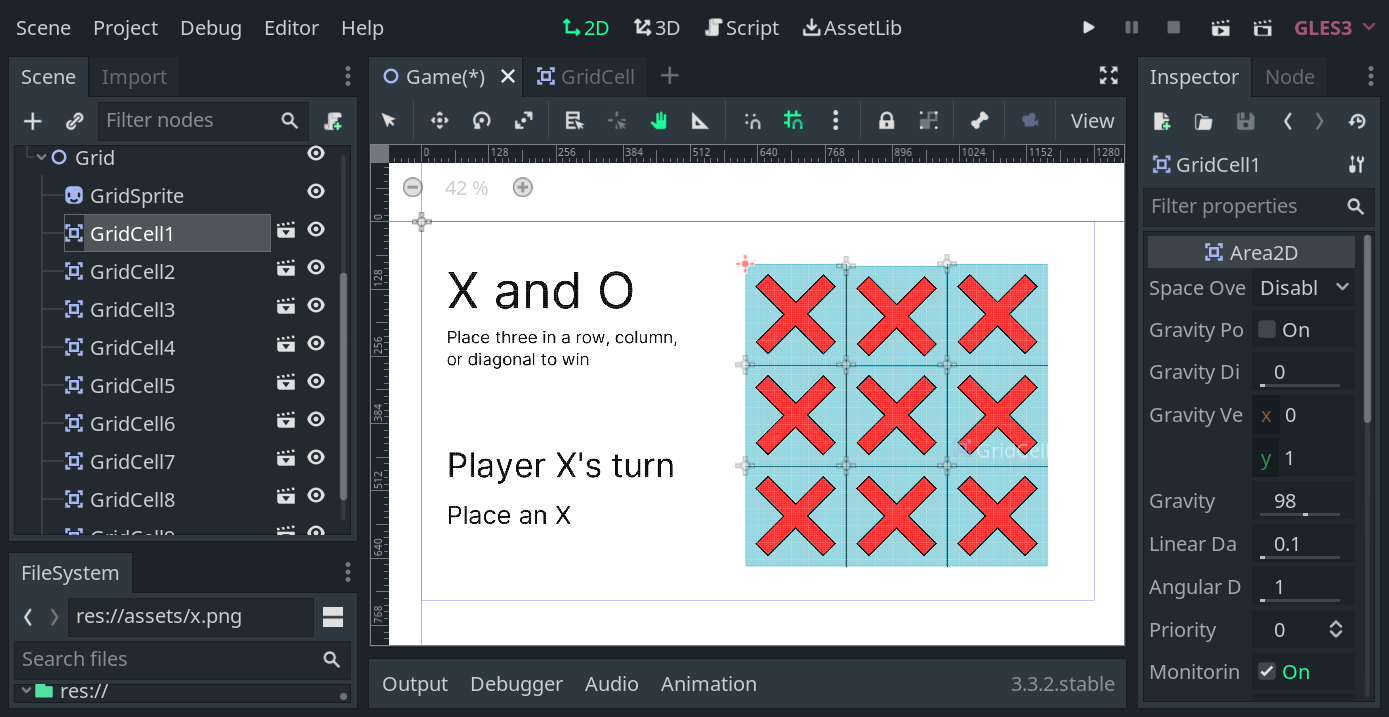 Scene Project Debug Editor Help 2D 3D Script AssetLib GLES3
Scene Import
Filter nodes
Grid
GridSprite
GridCell1
GridCell2
GridCell3
GridCell4
GridCell5
GridCell6
GridCell7
GridCell8
GridCell9
FileSystem
res://assets/x.png
Search files
res://
Game(*) GridCell
View
0 128 256 384 512 640 768 896 1024 1152 1280
0
128
256
384
512
640
768
42 %
X and O
Place three in a row, column,
or diagonal to win
Player X's turn
Place an X
GridCell
Output Debugger Audio Animation 3.3.2.stable
Inspector Node
GridCell1
Filter properties
Area2D
Space Ove Disabl
Gravity Po On
Gravity Di 0
Gravity Ve x 0
y 1
Gravity 98
Linear Da 0.1
Angular D 1
Priority 0
Monitorin On